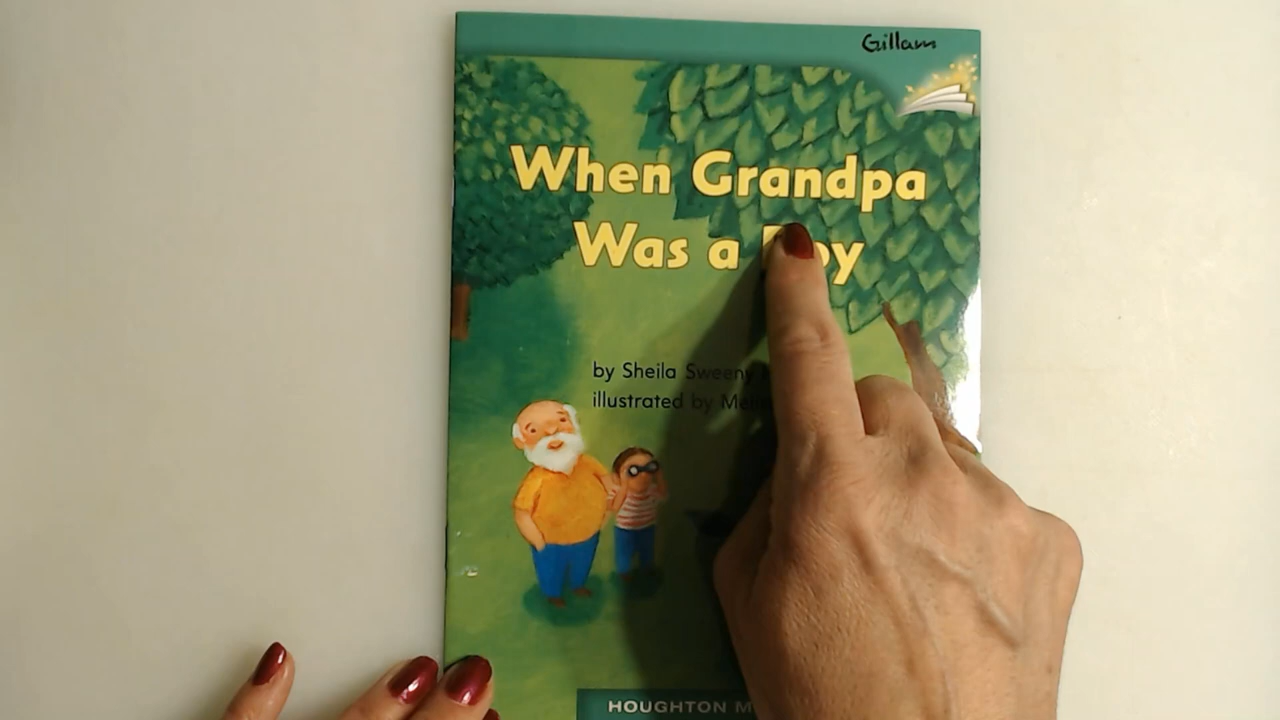 Gillam
When Grandpa
Was a
by Sheila Sweeny
illustrated by
HOUGHTON